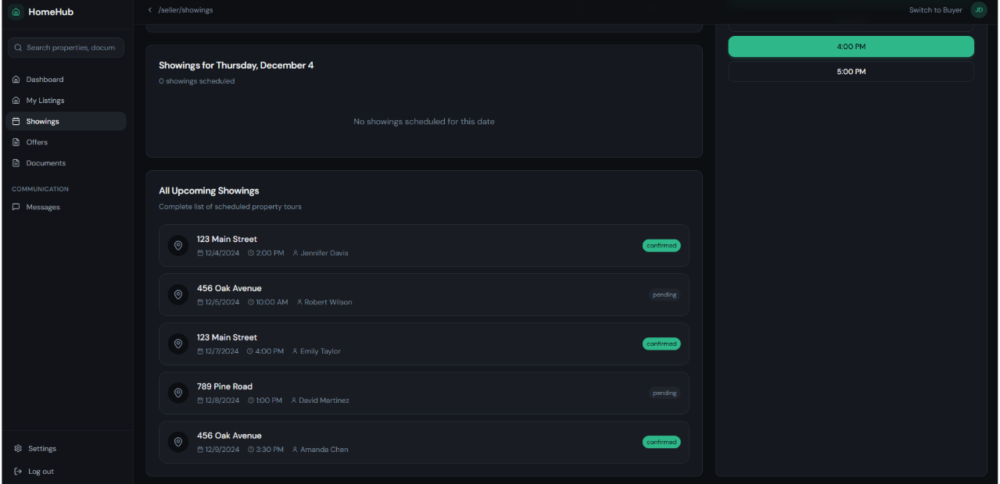 HomeHub
/seller/showings
Switch to Buyer
JD
Search properties, docum
Dashboard
My Listings
Showings
Offers
Documents
COMMUNICATION
Messages
Settings
Log out
Showings for Thursday, December 4
0 showings scheduled
No showings scheduled for this date
All Upcoming Showings
Complete list of scheduled property tours
123 Main Street
12/4/2024 2:00 PM Jennifer Davis
confirmed
456 Oak Avenue
12/5/2024 10:00 AM Robert Wilson
pending
123 Main Street
12/7/2024 4:00 PM Emily Taylor
confirmed
789 Pine Road
12/8/2024 1:00 PM David Martinez
pending
456 Oak Avenue
12/9/2024 3:30 PM Amanda Chen
confirmed
4:00 PM
5:00 PM